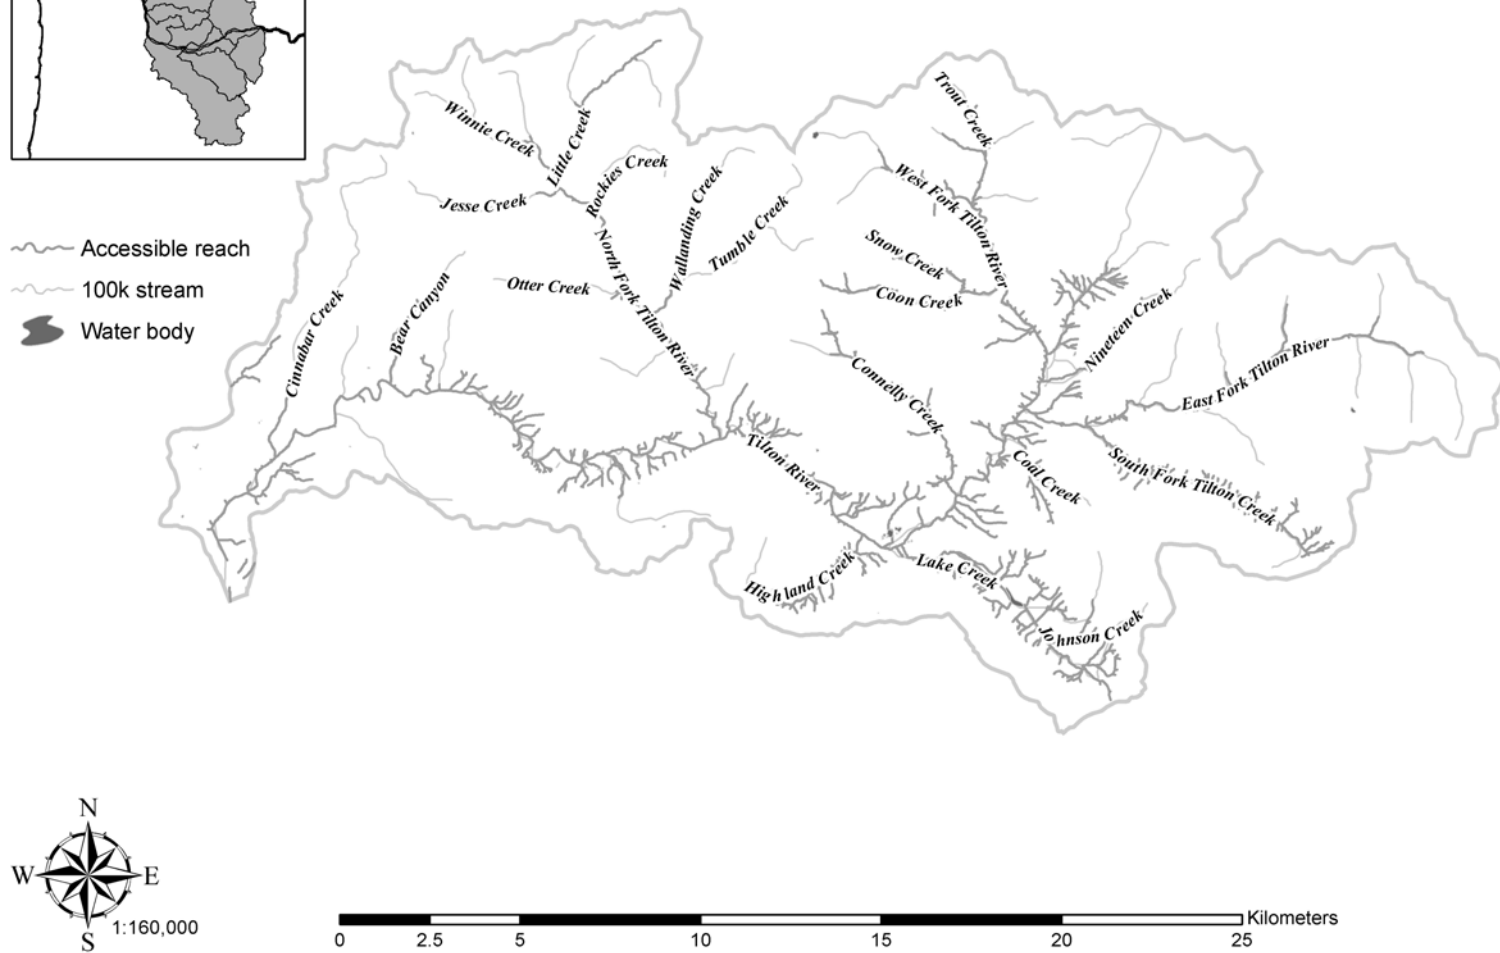 Trout Creek
Winnie Creek
Little Creek
Rockies Creek
West Fork Tilton River
Jesse Creek
Wallanding Creek
Tumble Creek
North Fork Tilton River
Snow Creek
Accessible reach
100k stream
Water body
Otter Creek
Coon Creek
Cinnabar Creek
Bear Canyon
Nineteen Creek
East Fork Tilton River
Connelly Creek
Tilton River
Coal Creek
South Fork Tilton Creek
Highland Creek
Lake Creek
Johnson Creek
N
W E
S
1:160,000
Kilometers
0 2.5 5 10 15 20 25